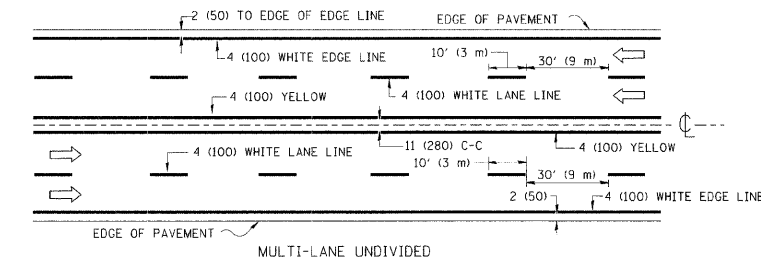 2 (50) TO EDGE OF EDGE LINE
EDGE OF PAVEMENT
4 (100) WHITE EDGE LINE
10' (3 m)
30' (9 m)
4 (100) YELLOW
4 (100) WHITE LANE LINE
℄
4 (100) WHITE LANE LINE
11 (280) C-C
4 (100) YELLOW
10' (3 m)
30' (9 m)
2 (50)
4 (100) WHITE EDGE LINE
EDGE OF PAVEMENT
MULTI-LANE UNDIVIDED